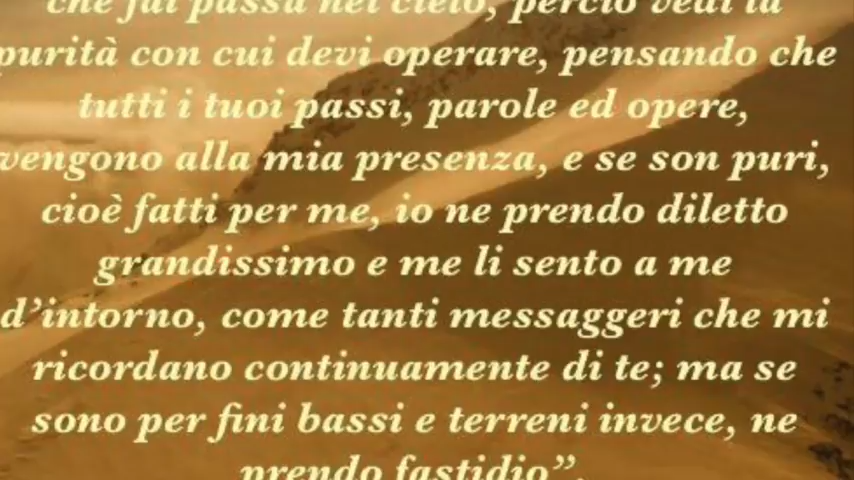 che fai passa nel cielo, perciò vedi la
purità con cui devi operare, pensando che
tutti i tuoi passi, parole ed opere,
vengono alla mia presenza, e se son puri,
cioè fatti per me, io ne prendo diletto
grandissimo e me li sento a me
d’intorno, come tanti messaggeri che mi
ricordano continuamente di te; ma se
sono per fini bassi e terreni invece, ne
prendo fastidio”.